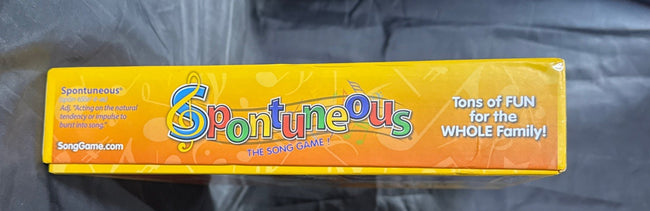 Spontuneous®
Adj. "Acting on the natural
tendency or impulse to
burst into song."
SongGame.com
Spontuneous
THE SONG GAME!
Tons of FUN
for the
WHOLE Family!